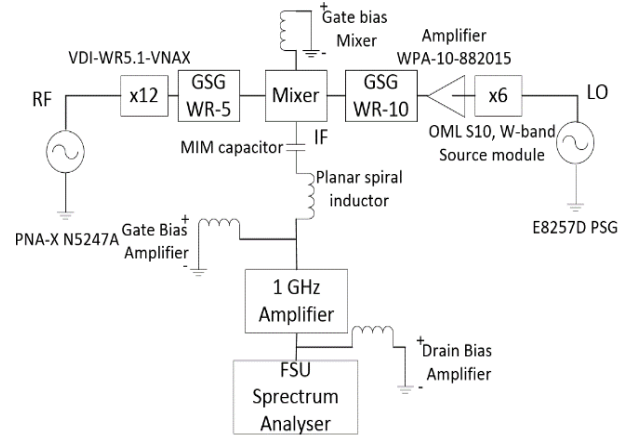 +
Gate bias
Mixer
-
Amplifier
WPA-10-882015
VDI-WR5.1-VNAX
RF
x12
GSG
WR-5
Mixer
GSG
WR-10
x6
LO
OML S10, W-band
Source module
IF
MIM capacitor
Planar spiral
inductor
PNA-X N5247A
Gate Bias
Amplifier
+
-
E8257D PSG
1 GHz
Amplifier
+
Drain Bias
Amplifier
-
FSU
Sprectrum
Analyser